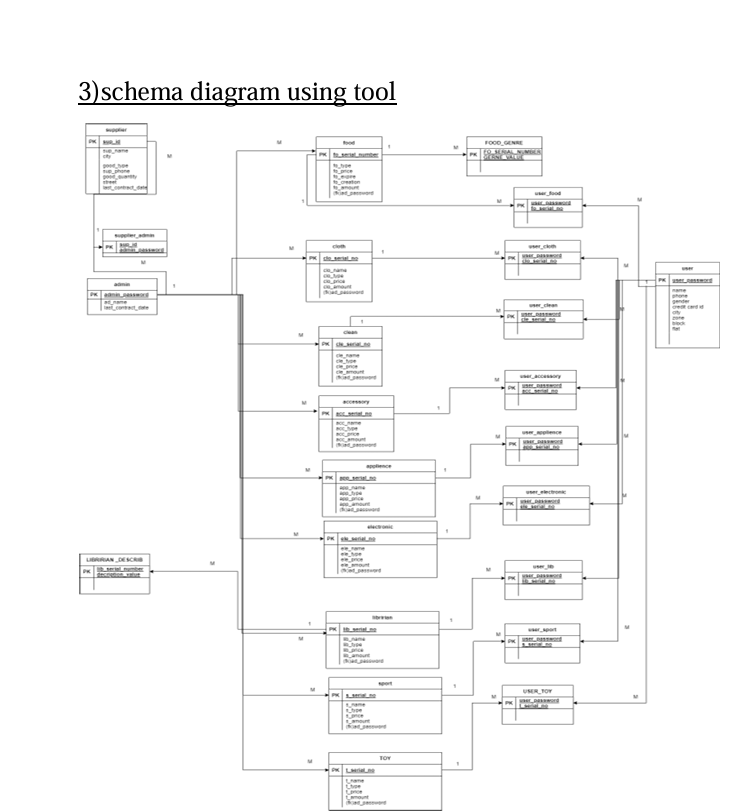 3)schema diagram using tool
supplier
PK sup_id
sup_name
city
good_type
sup_phone
good_quantity
street
last_contract_date
M
1
supplier_admin
PK sup_id
admin_password
M
admin
PK admin_password
ad_name
last_contract_date
1
M
food
PK fo_serial_number
fo_type
fo_price
fo_expire
fo_creation
fo_amount
(fk)ad_password
1
1
M
FOOD_GENRE
PK FO_SERIAL_NUMBER
GERNE_VALUE
M
user_food
PK user_password
fo_serial_no
M
M
cloth
PK clo_serial_no
clo_name
clo_type
clo_price
clo_amount
(fk)ad_password
1
M
user_cloth
PK user_password
clo_serial_no
M
user
PK user_password
name
phone
gender
credit card id
city
zone
block
flat
1
M
clean
PK cle_serial_no
cle_name
cle_type
cle_price
cle_amount
(fk)ad_password
M
user_clean
PK user_password
cle_serial_no
M
M
accessory
PK acc_serial_no
acc_name
acc_type
acc_price
acc_amount
(fk)ad_password
1
M
user_accessory
PK user_password
acc_serial_no
M
M
applience
PK app_serial_no
app_name
app_type
app_price
app_amount
(fk)ad_password
1
M
user_applience
PK user_password
app_serial_no
M
M
electronic
PK ele_serial_no
ele_name
ele_type
ele_price
ele_amount
(fk)ad_password
1
M
user_electronic
PK user_password
ele_serial_no
M
LIBRIRIAN _DESCRIB
PK lib_serial_number
decription_value
M
1
M
libririan
PK lib_serial_no
lib_name
lib_type
lib_price
lib_amount
(fk)ad_password
1
M
user_lib
PK user_password
lib_serial_no
M
sport
PK s_serial_no
s_name
s_type
s_price
s_amount
(fk)ad_password
1
M
user_sport
PK user_password
s_serial_no
M
M
TOY
PK t_serial_no
t_name
t_type
t_price
t_amount
(fk)ad_password
1
M
USER_TOY
PK user_password
t_serial_no
M